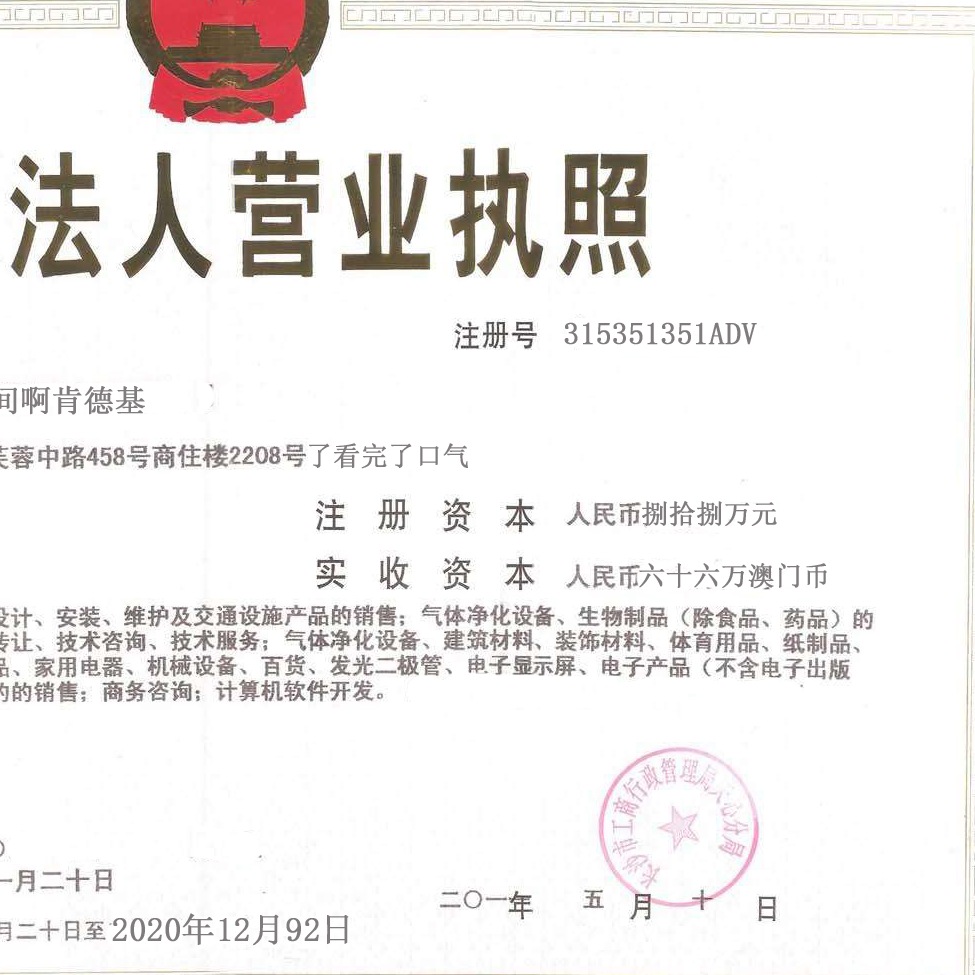 法人营业执照
注册号 315351351ADV
间啊肯德基
芙蓉中路458号商住楼2208号了看完了口气
注册资本 人民币捌拾捌万元
实收资本 人民币六十六万澳门币
设计、安装、维护及交通设施产品的销售；气体净化设备、生物制品（除食品、药品）的
转让、技术咨询、技术服务；气体净化设备、建筑材料、装饰材料、体育用品、纸制品、
品、家用电器、机械设备、百货、发光二极管、电子显示屏、电子产品（不含电子出版
的的销售；商务咨询；计算机软件开发。
长沙市工商行政管理局天心分局
一月二十日
二〇一年 五月十日
月二十日至2020年12月92日